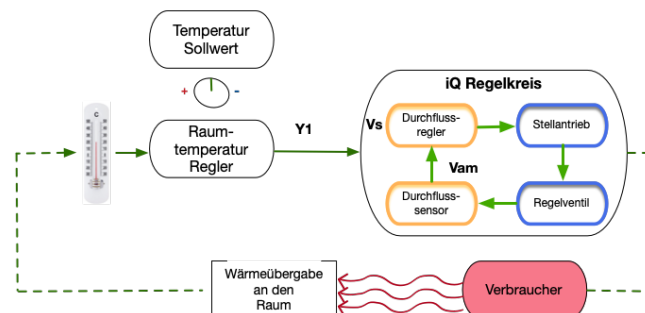 Temperatur
Sollwert
+ -
C
Raum-
temperatur
Regler
Y1
iQ Regelkreis
Vs
Durchfluss-
regler
Stellantrieb
Vam
Durchfluss-
sensor
Regelventil
Wärmeübergabe
an den
Raum
Verbraucher